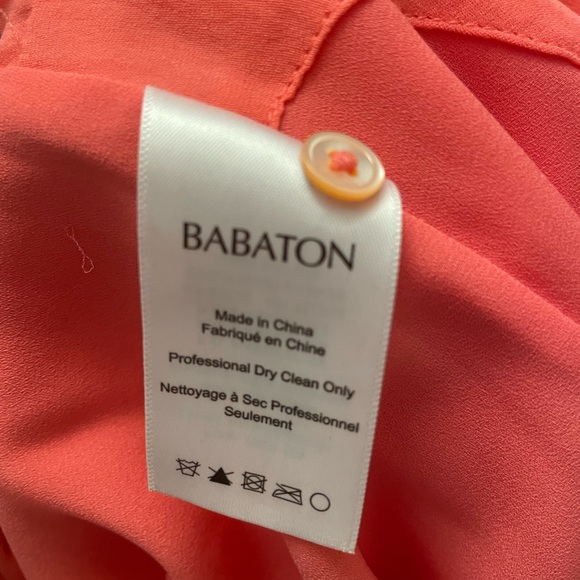 BABATON
Made in China
Fabriqué en Chine
Professional Dry Clean Only
Nettoyage à Sec Professionnel
Seulement